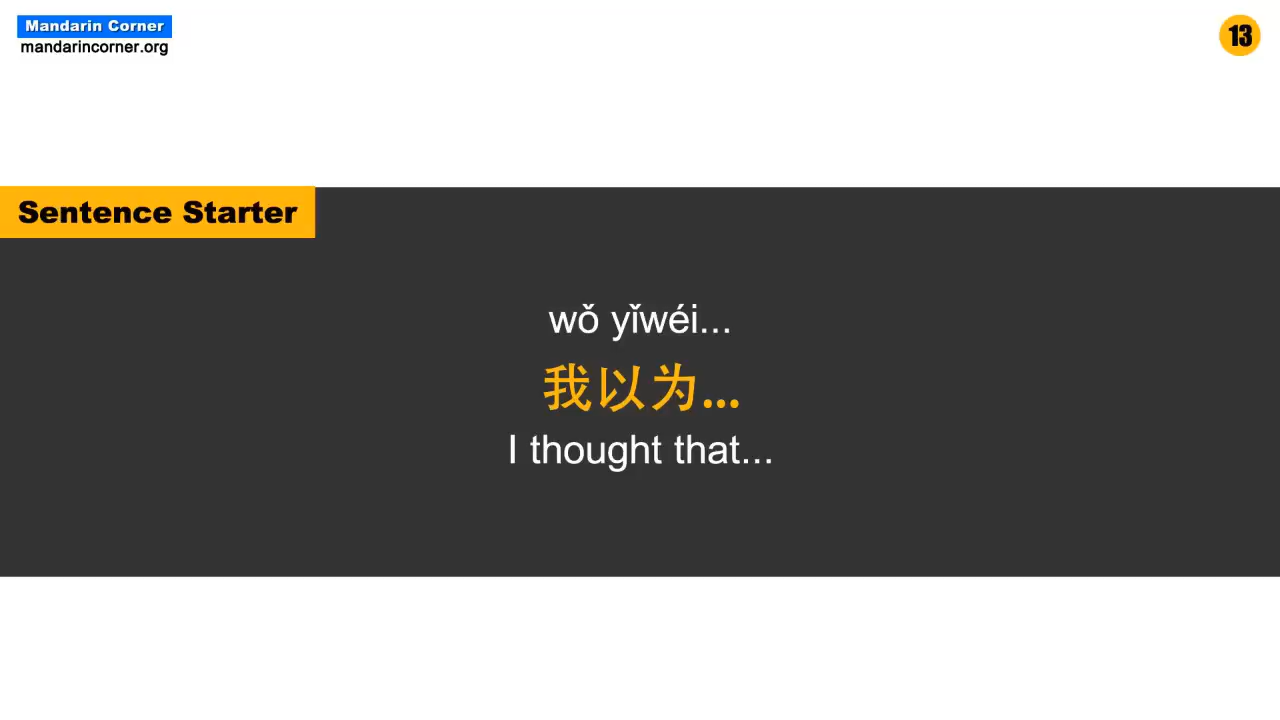 Mandarin Corner
mandarincorner.org
13
Sentence Starter
wǒ yǐwéi...
我以为...
I thought that...